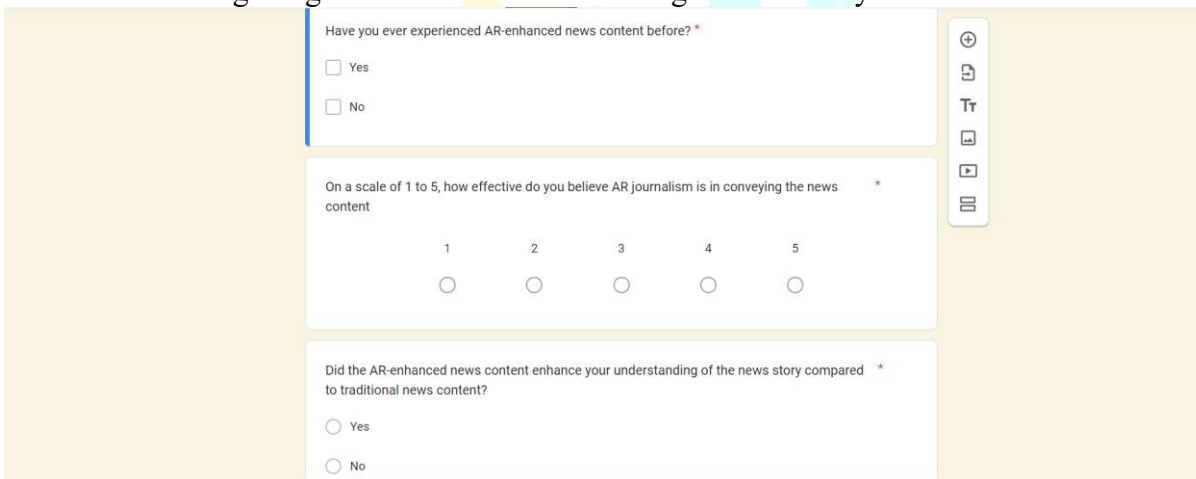 Have you ever experienced AR-enhanced news content before? *
Yes
No
On a scale of 1 to 5, how effective do you believe AR journalism is in conveying the news *
content
1 2 3 4 5
Did the AR-enhanced news content enhance your understanding of the news story compared *
to traditional news content?
Yes
No